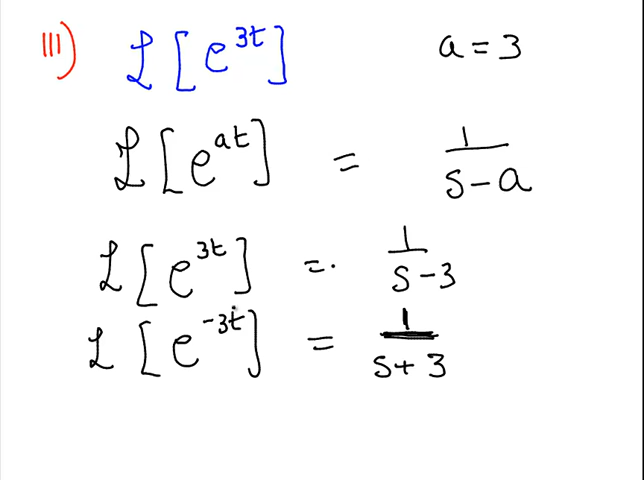 III) ℒ[e^{3t}] a = 3
ℒ[e^{at}] = 1/(s-a)
ℒ[e^{3t}] = 1/(s-3)
ℒ[e^{-3t}] = 1/(s+3)